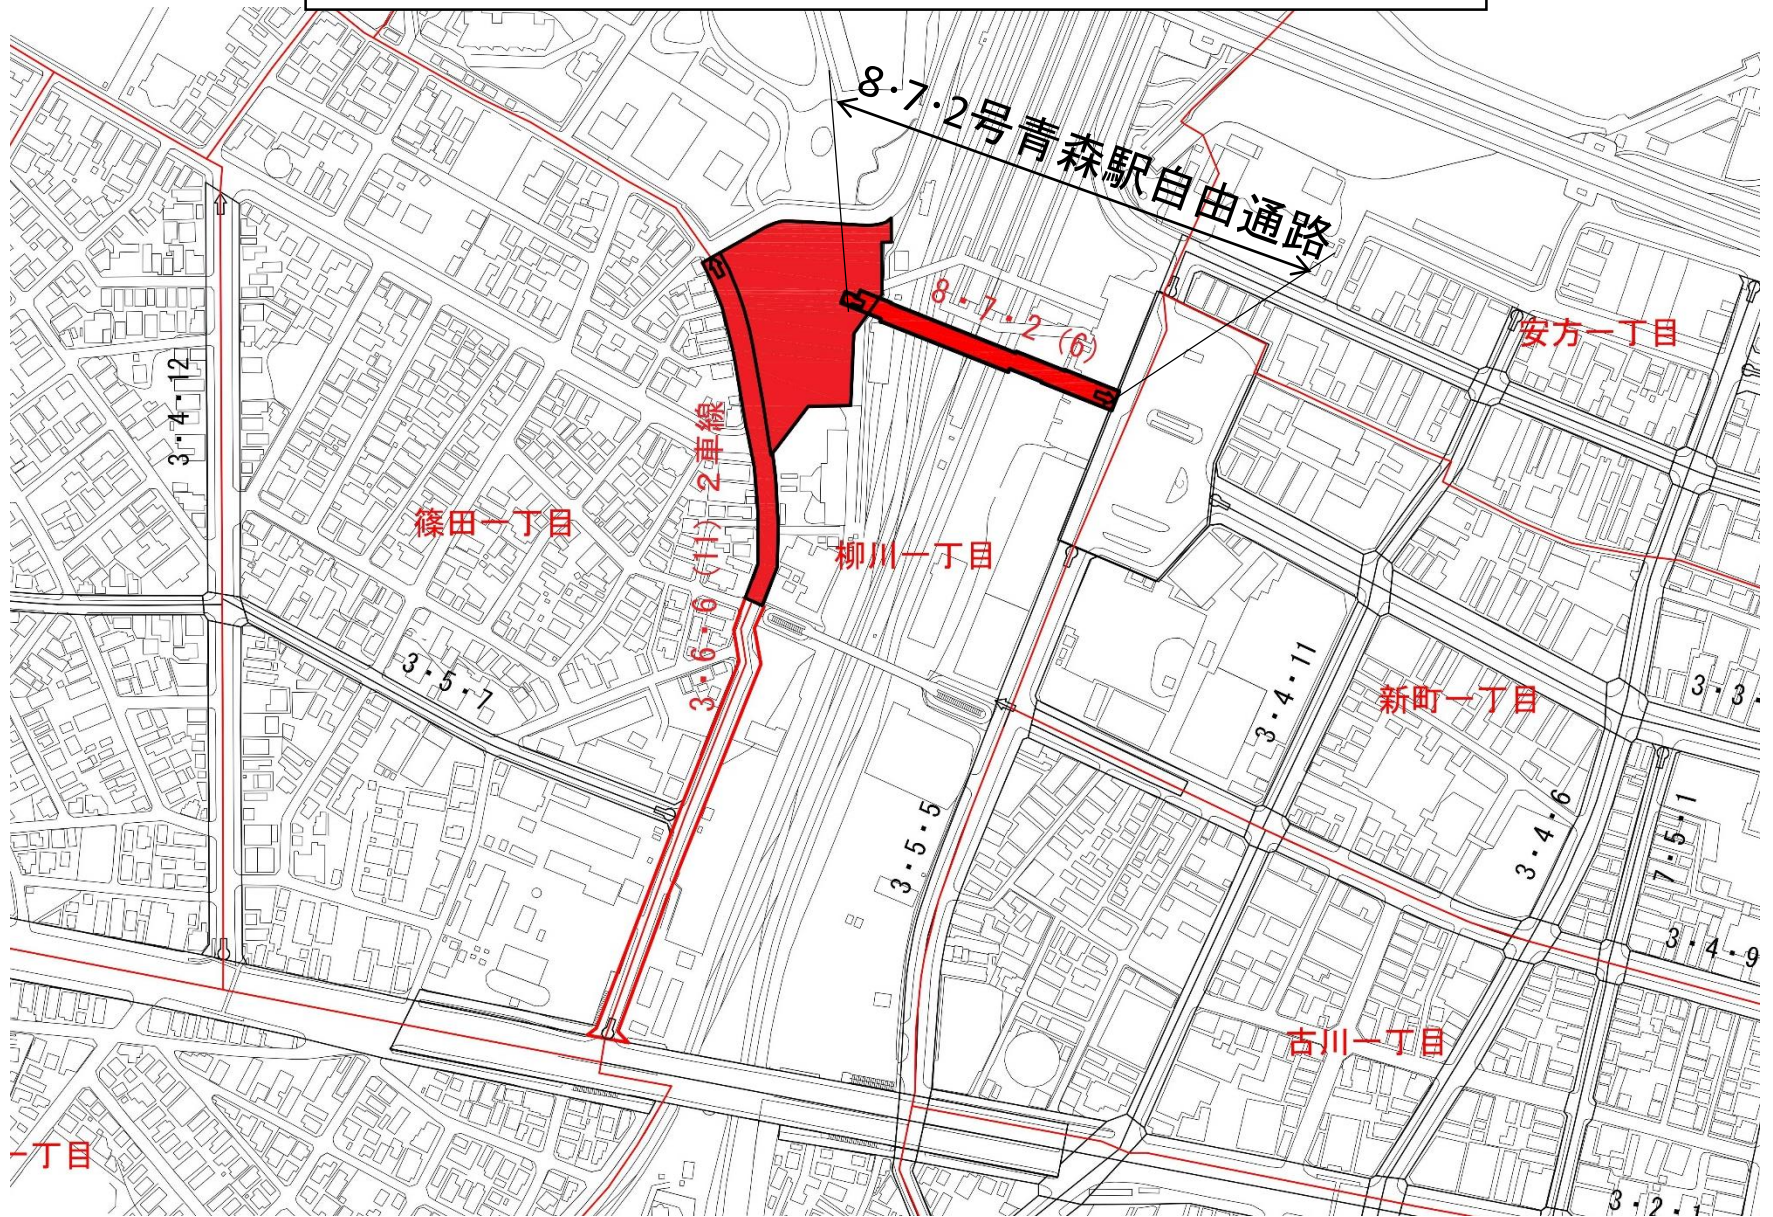 8・7・2号青森駅自由通路
8・7・2(6)
安方一丁目
3・4・12
3・6・6(11) 2車線
篠田一丁目
柳川一丁目
3・5・7
3・4・11
新町一丁目
3・3・
3・5・5
3・4・6
7・5・1
3・4・9
古川一丁目
一丁目
3・2・1